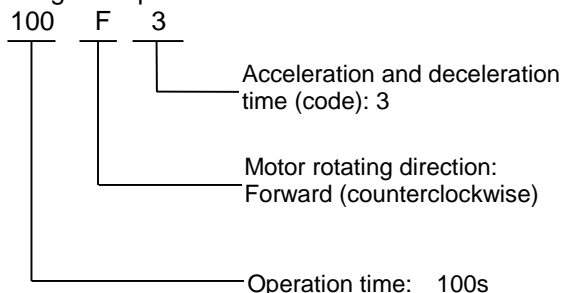 100 F 3
Acceleration and deceleration
time (code): 3
Motor rotating direction:
Forward (counterclockwise)
Operation time: 100s